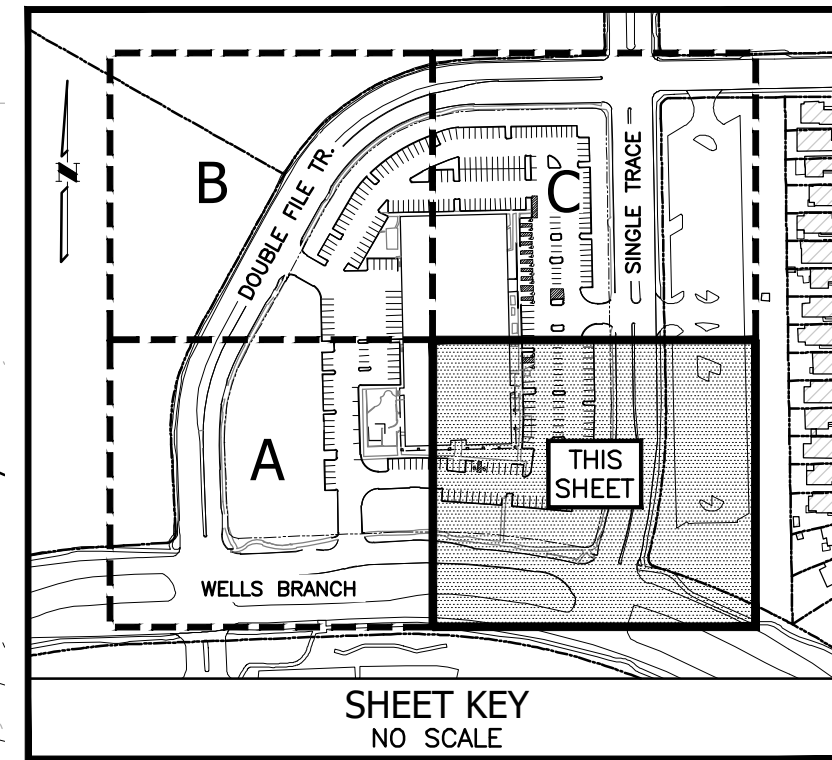 B
C
DOUBLE FILE TR.
SINGLE TRACE
N
A
THIS
SHEET
WELLS BRANCH
SHEET KEY
NO SCALE